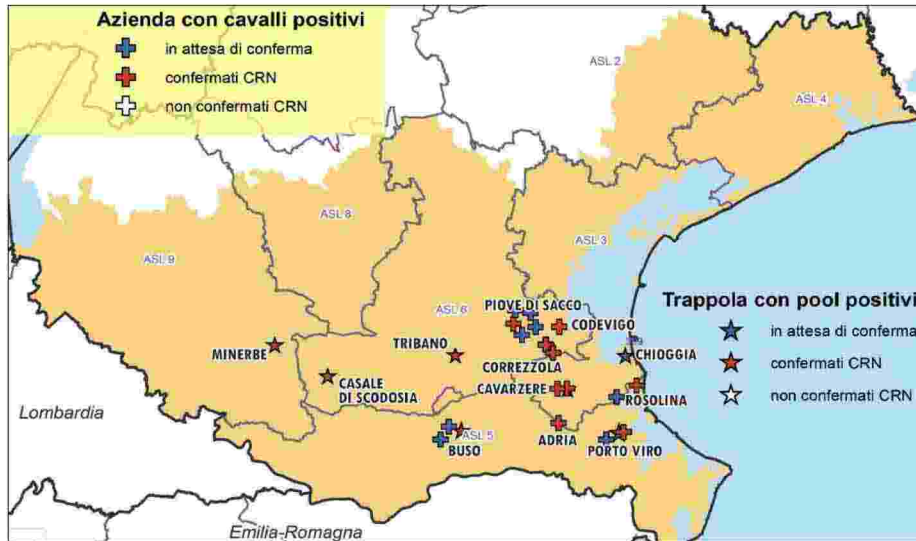 Azienda con cavalli positivi
in attesa di conferma
confermati CRN
non confermati CRN
ASL 2
ASL 4
ASL 8
ASL 3
ASL 9
ASL 6
PIOVE DI SACCO
CODEVIGO
Trappola con pool positivi
in attesa di conferma
confermati CRN
non confermati CRN
MINERBE
TRIBANO
CHIOGGIA
CORREZZOLA
CASALE
DI SCODOSIA
CAVARZERE
ROSOLINA
Lombardia
ASL 5
BUSO
ADRIA
PORTO VIRO
Emilia-Romagna